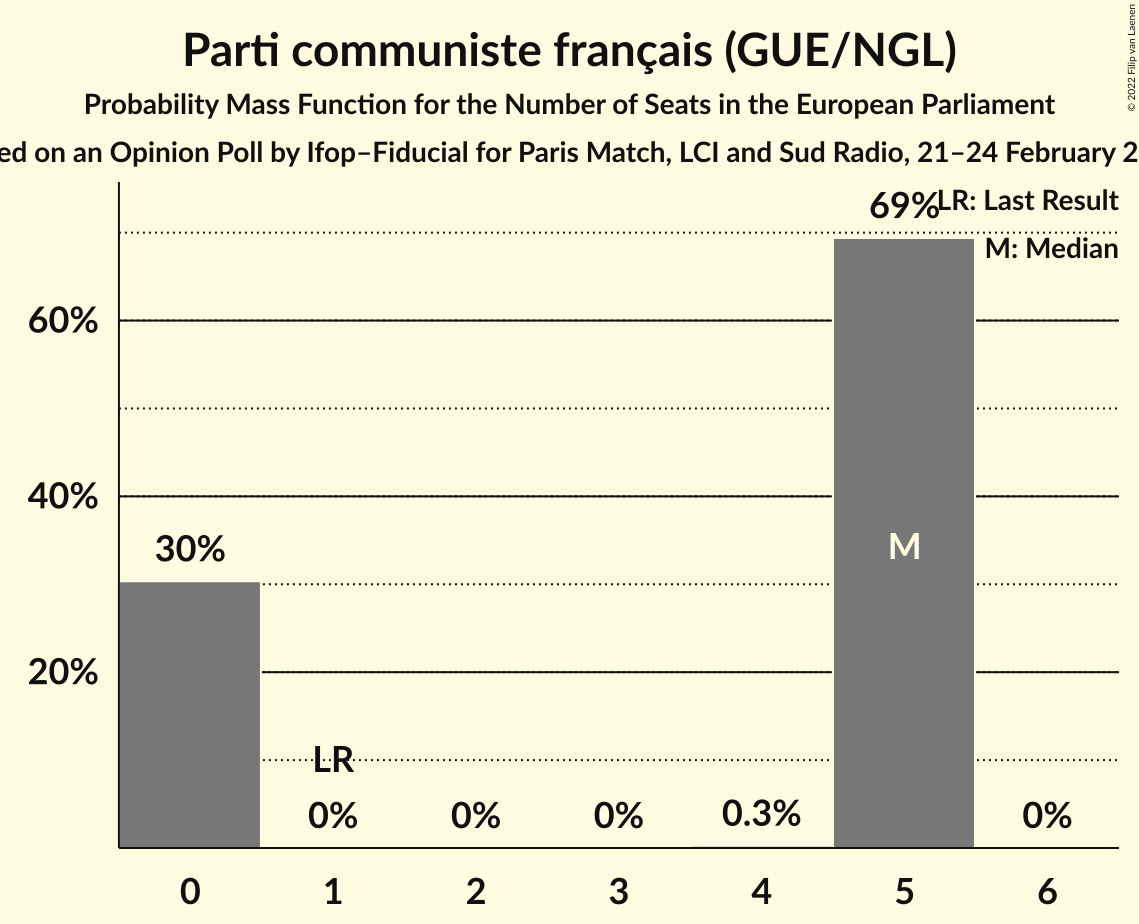 Parti communiste français (GUE/NGL)
Probability Mass Function for the Number of Seats in the European Parliament
on an Opinion Poll by Ifop–Fiducial for Paris Match, LCI and Sud Radio, 21–24 February
© 2022 Filip van Laenen
LR: Last Result
M: Median
69%
60%
40%
M
30%
20%
LR
0%
0%
0%
0.3%
0%
0
1
2
3
4
5
6